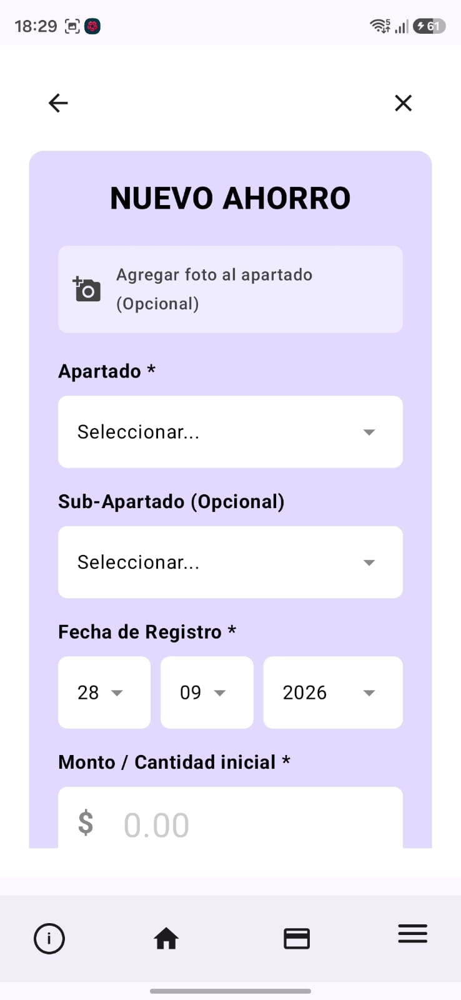 18:29
5
61
NUEVO AHORRO
Agregar foto al apartado
(Opcional)
Apartado *
Seleccionar...
Sub-Apartado (Opcional)
Seleccionar...
Fecha de Registro *
28 09 2026
Monto / Cantidad inicial *
$ 0.00